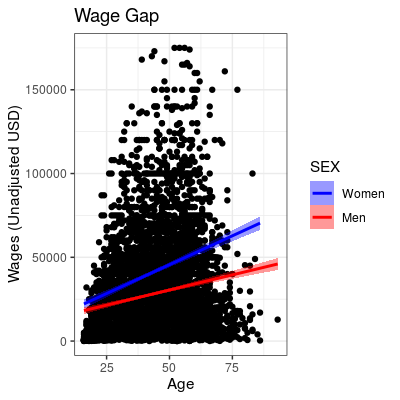 Wage Gap
Wages (Unadjusted USD)
150000
100000
50000
0
25 50 75
Age
SEX
Women
Men